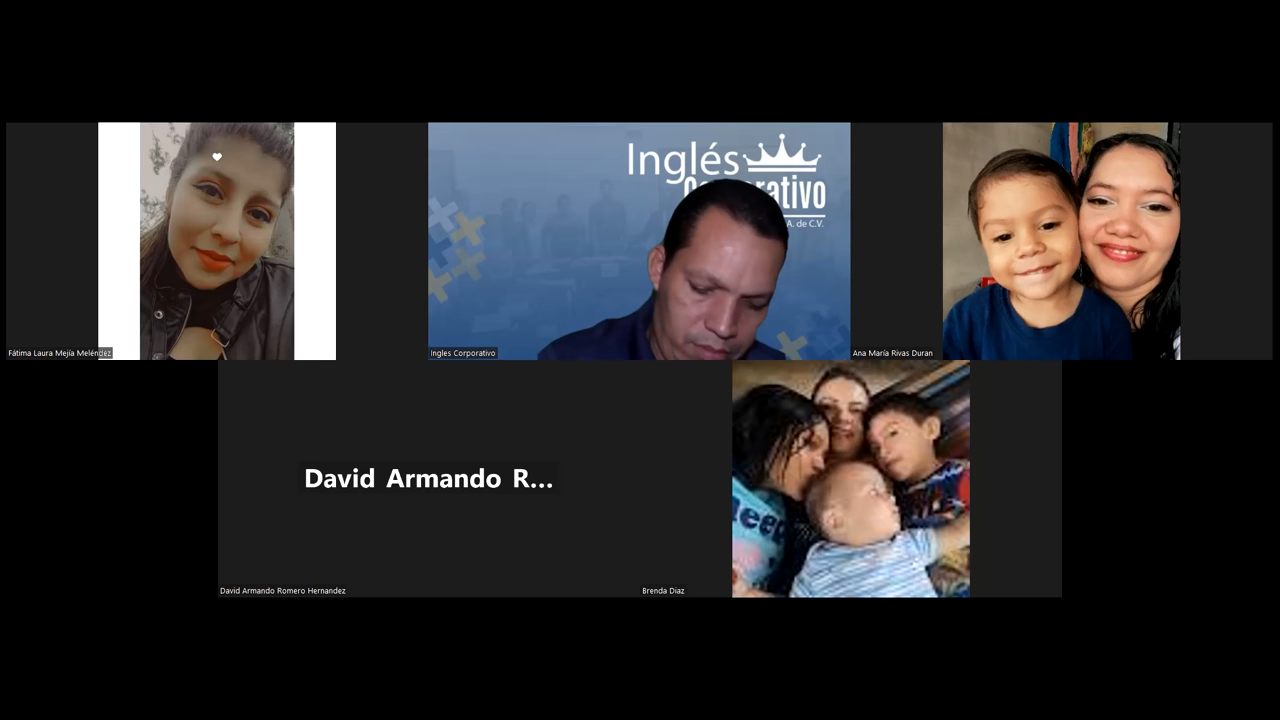 Inglés
Corporativo
A. de C.V.
Fátima Laura Mejía Meléndez
Ingles Corporativo
Ana María Rivas Duran
David Armando R...
David Armando Romero Hernandez
Brenda Diaz